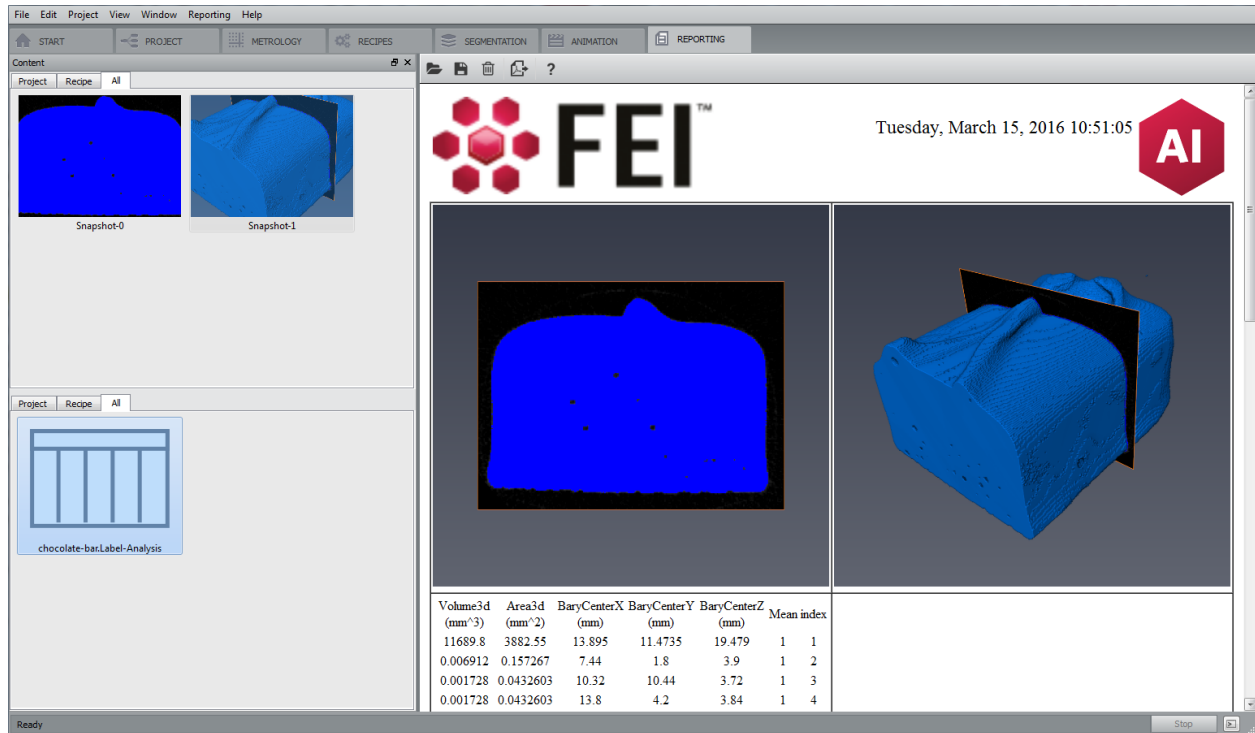 File Edit Project View Window Reporting Help
START PROJECT METROLOGY RECIPES SEGMENTATION ANIMATION REPORTING
Content
Project Recipe All
Snapshot-0 Snapshot-1
Project Recipe All
chocolate-bar.Label-Analysis
?
FEI™
Tuesday, March 15, 2016 10:51:05
AI
Volume3d Area3d BaryCenterX BaryCenterY BaryCenterZ Mean index
(mm^3) (mm^2) (mm) (mm) (mm)
11689.8 3882.55 13.895 11.4735 19.479 1 1
0.006912 0.157267 7.44 1.8 3.9 1 2
0.001728 0.0432603 10.32 10.44 3.72 1 3
0.001728 0.0432603 13.8 4.2 3.84 1 4
Ready Stop